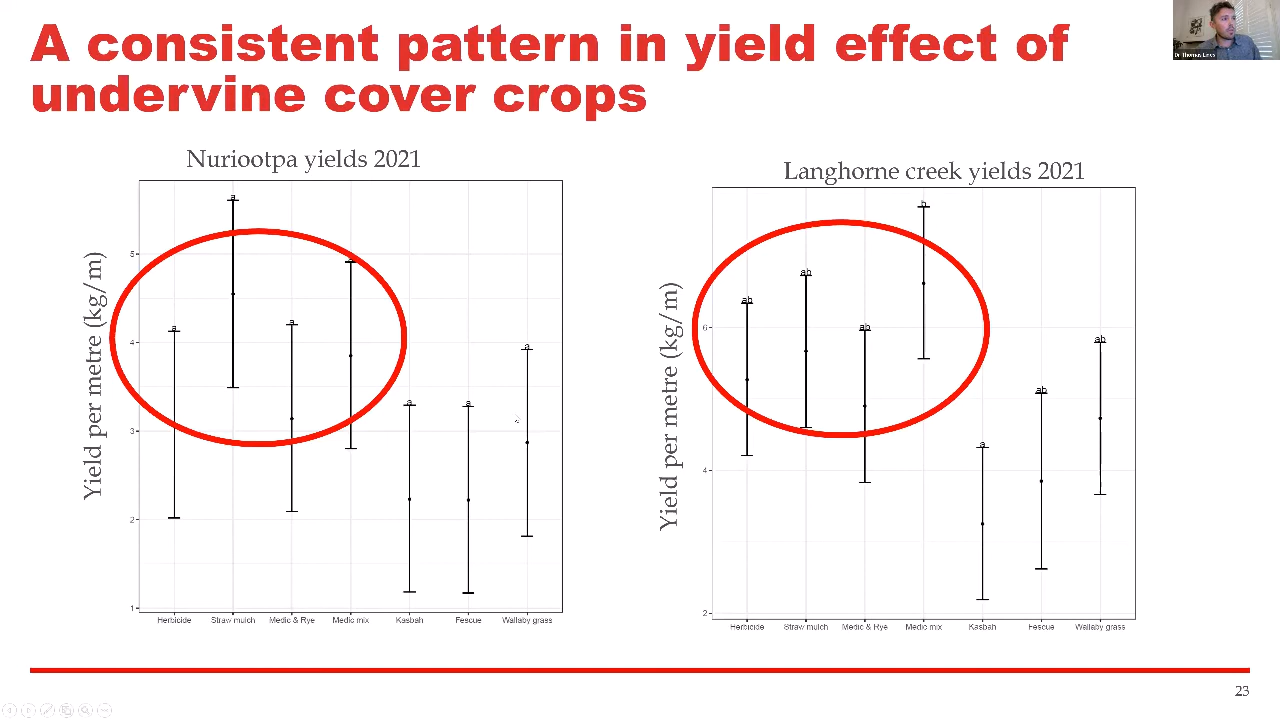 A consistent pattern in yield effect of
undervine cover crops
Dr Thomas Lines
Nuriootpa yields 2021
Yield per metre (kg/m)
5
4
3
2
1
a
a
a
a
a
a
Herbicide
Straw mulch
Medic & Rye
Medic mix
Kasbah
Fescue
Wallaby grass
Langhorne creek yields 2021
Yield per metre (kg/m)
6
4
2
ab
ab
ab
b
a
ab
ab
Herbicide
Straw mulch
Medic & Rye
Medic mix
Kasbah
Fescue
Wallaby grass
23